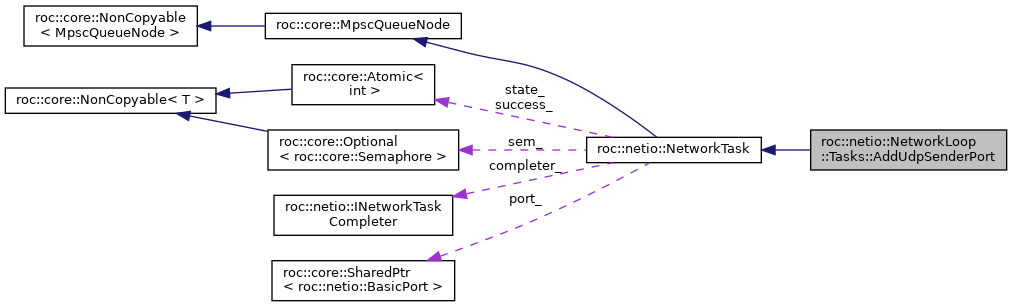 roc::core::NonCopyable
< MpscQueueNode >
roc::core::MpscQueueNode
roc::core::NonCopyable< T >
roc::core::Atomic<
int >
roc::core::Optional
< roc::core::Semaphore >
roc::netio::INetworkTask
Completer
roc::core::SharedPtr
< roc::netio::BasicPort >
state_
success_
sem_
completer_
port_
roc::netio::NetworkTask
roc::netio::NetworkLoop
::Tasks::AddUdpSenderPort